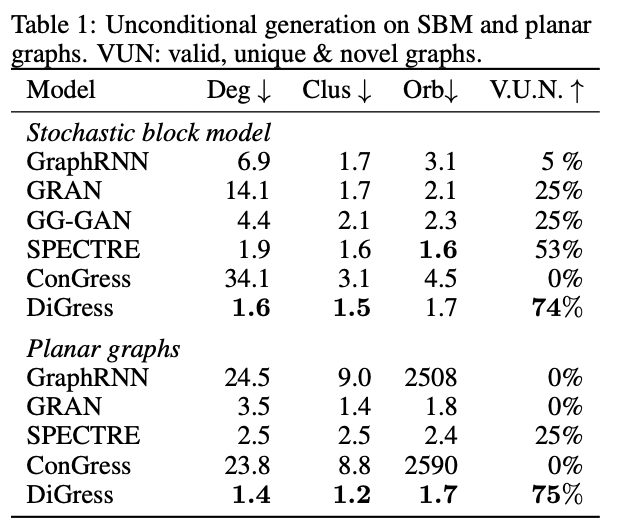 Table 1: Unconditional generation on SBM and planar
graphs. VUN: valid, unique & novel graphs.
Model Deg ↓ Clus ↓ Orb↓ V.U.N. ↑
Stochastic block model
GraphRNN 6.9 1.7 3.1 5 %
GRAN 14.1 1.7 2.1 25%
GG-GAN 4.4 2.1 2.3 25%
SPECTRE 1.9 1.6 1.6 53%
ConGress 34.1 3.1 4.5 0%
DiGress 1.6 1.5 1.7 74%
Planar graphs
GraphRNN 24.5 9.0 2508 0%
GRAN 3.5 1.4 1.8 0%
SPECTRE 2.5 2.5 2.4 25%
ConGress 23.8 8.8 2590 0%
DiGress 1.4 1.2 1.7 75%